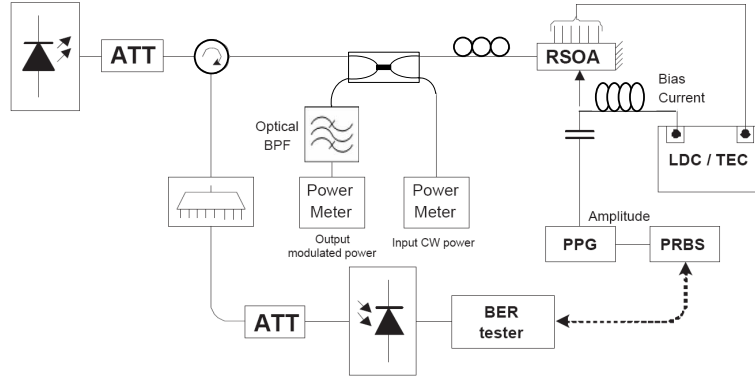 ATT
RSOA
Bias
Current
Optical
BPF
LDC / TEC
Power
Meter
Power
Meter
Output
modulated power
Input CW power
Amplitude
PPG
PRBS
ATT
BER
tester